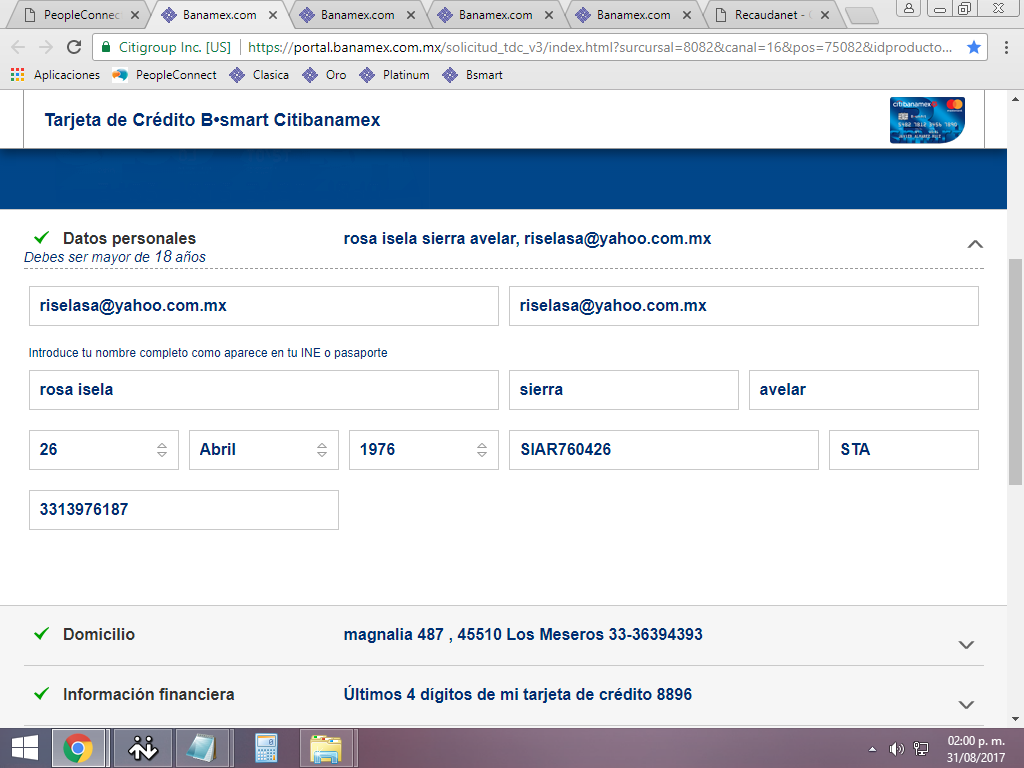 PeopleConnec
Banamex.com
Banamex.com
Banamex.com
Banamex.com
Recaudanet -
Citigroup Inc. [US]
https://portal.banamex.com.mx/solicitud_tdc_v3/index.html?surcursal=8082&canal=16&pos=75082&idproducto...
Aplicaciones
PeopleConnect
Clasica
Oro
Platinum
Bsmart
Tarjeta de Crédito B•smart Citibanamex
citibanamex
Datos personales
rosa isela sierra avelar, riselasa@yahoo.com.mx
Debes ser mayor de 18 años
riselasa@yahoo.com.mx
riselasa@yahoo.com.mx
Introduce tu nombre completo como aparece en tu INE o pasaporte
rosa isela
sierra
avelar
26
Abril
1976
SIAR760426
STA
3313976187
Domicilio
magnalia 487 , 45510 Los Meseros 33-36394393
Información financiera
Últimos 4 dígitos de mi tarjeta de crédito 8896
02:00 p. m.
31/08/2017